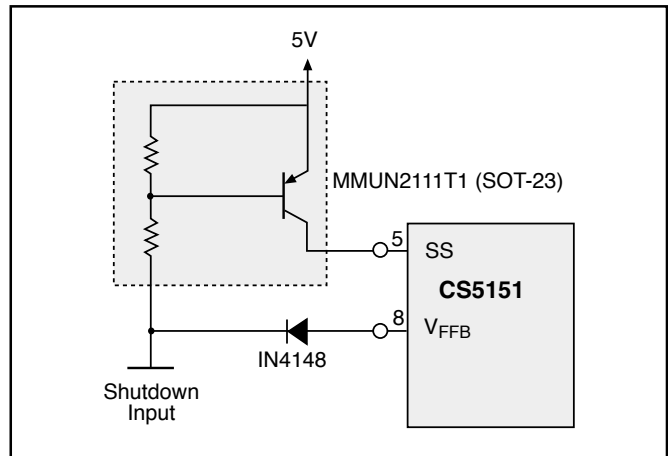 5V
MMUN2111T1 (SOT-23)
5
SS
CS5151
8
VFFB
IN4148
Shutdown
Input